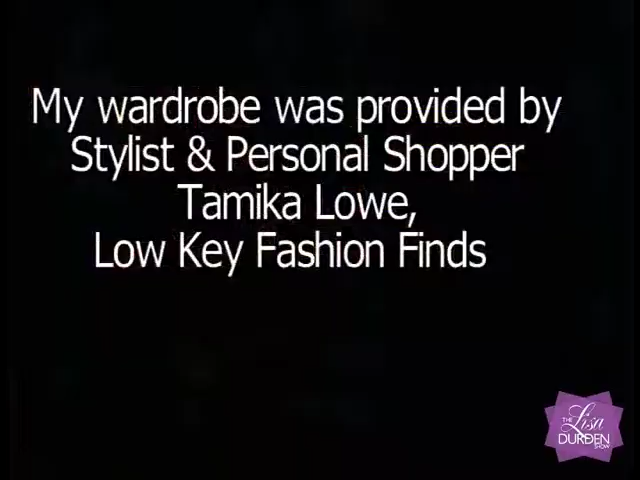 My wardrobe was provided by
Stylist & Personal Shopper
Tamika Lowe,
Low Key Fashion Finds
THE
Lisa
DURDEN
SHOW